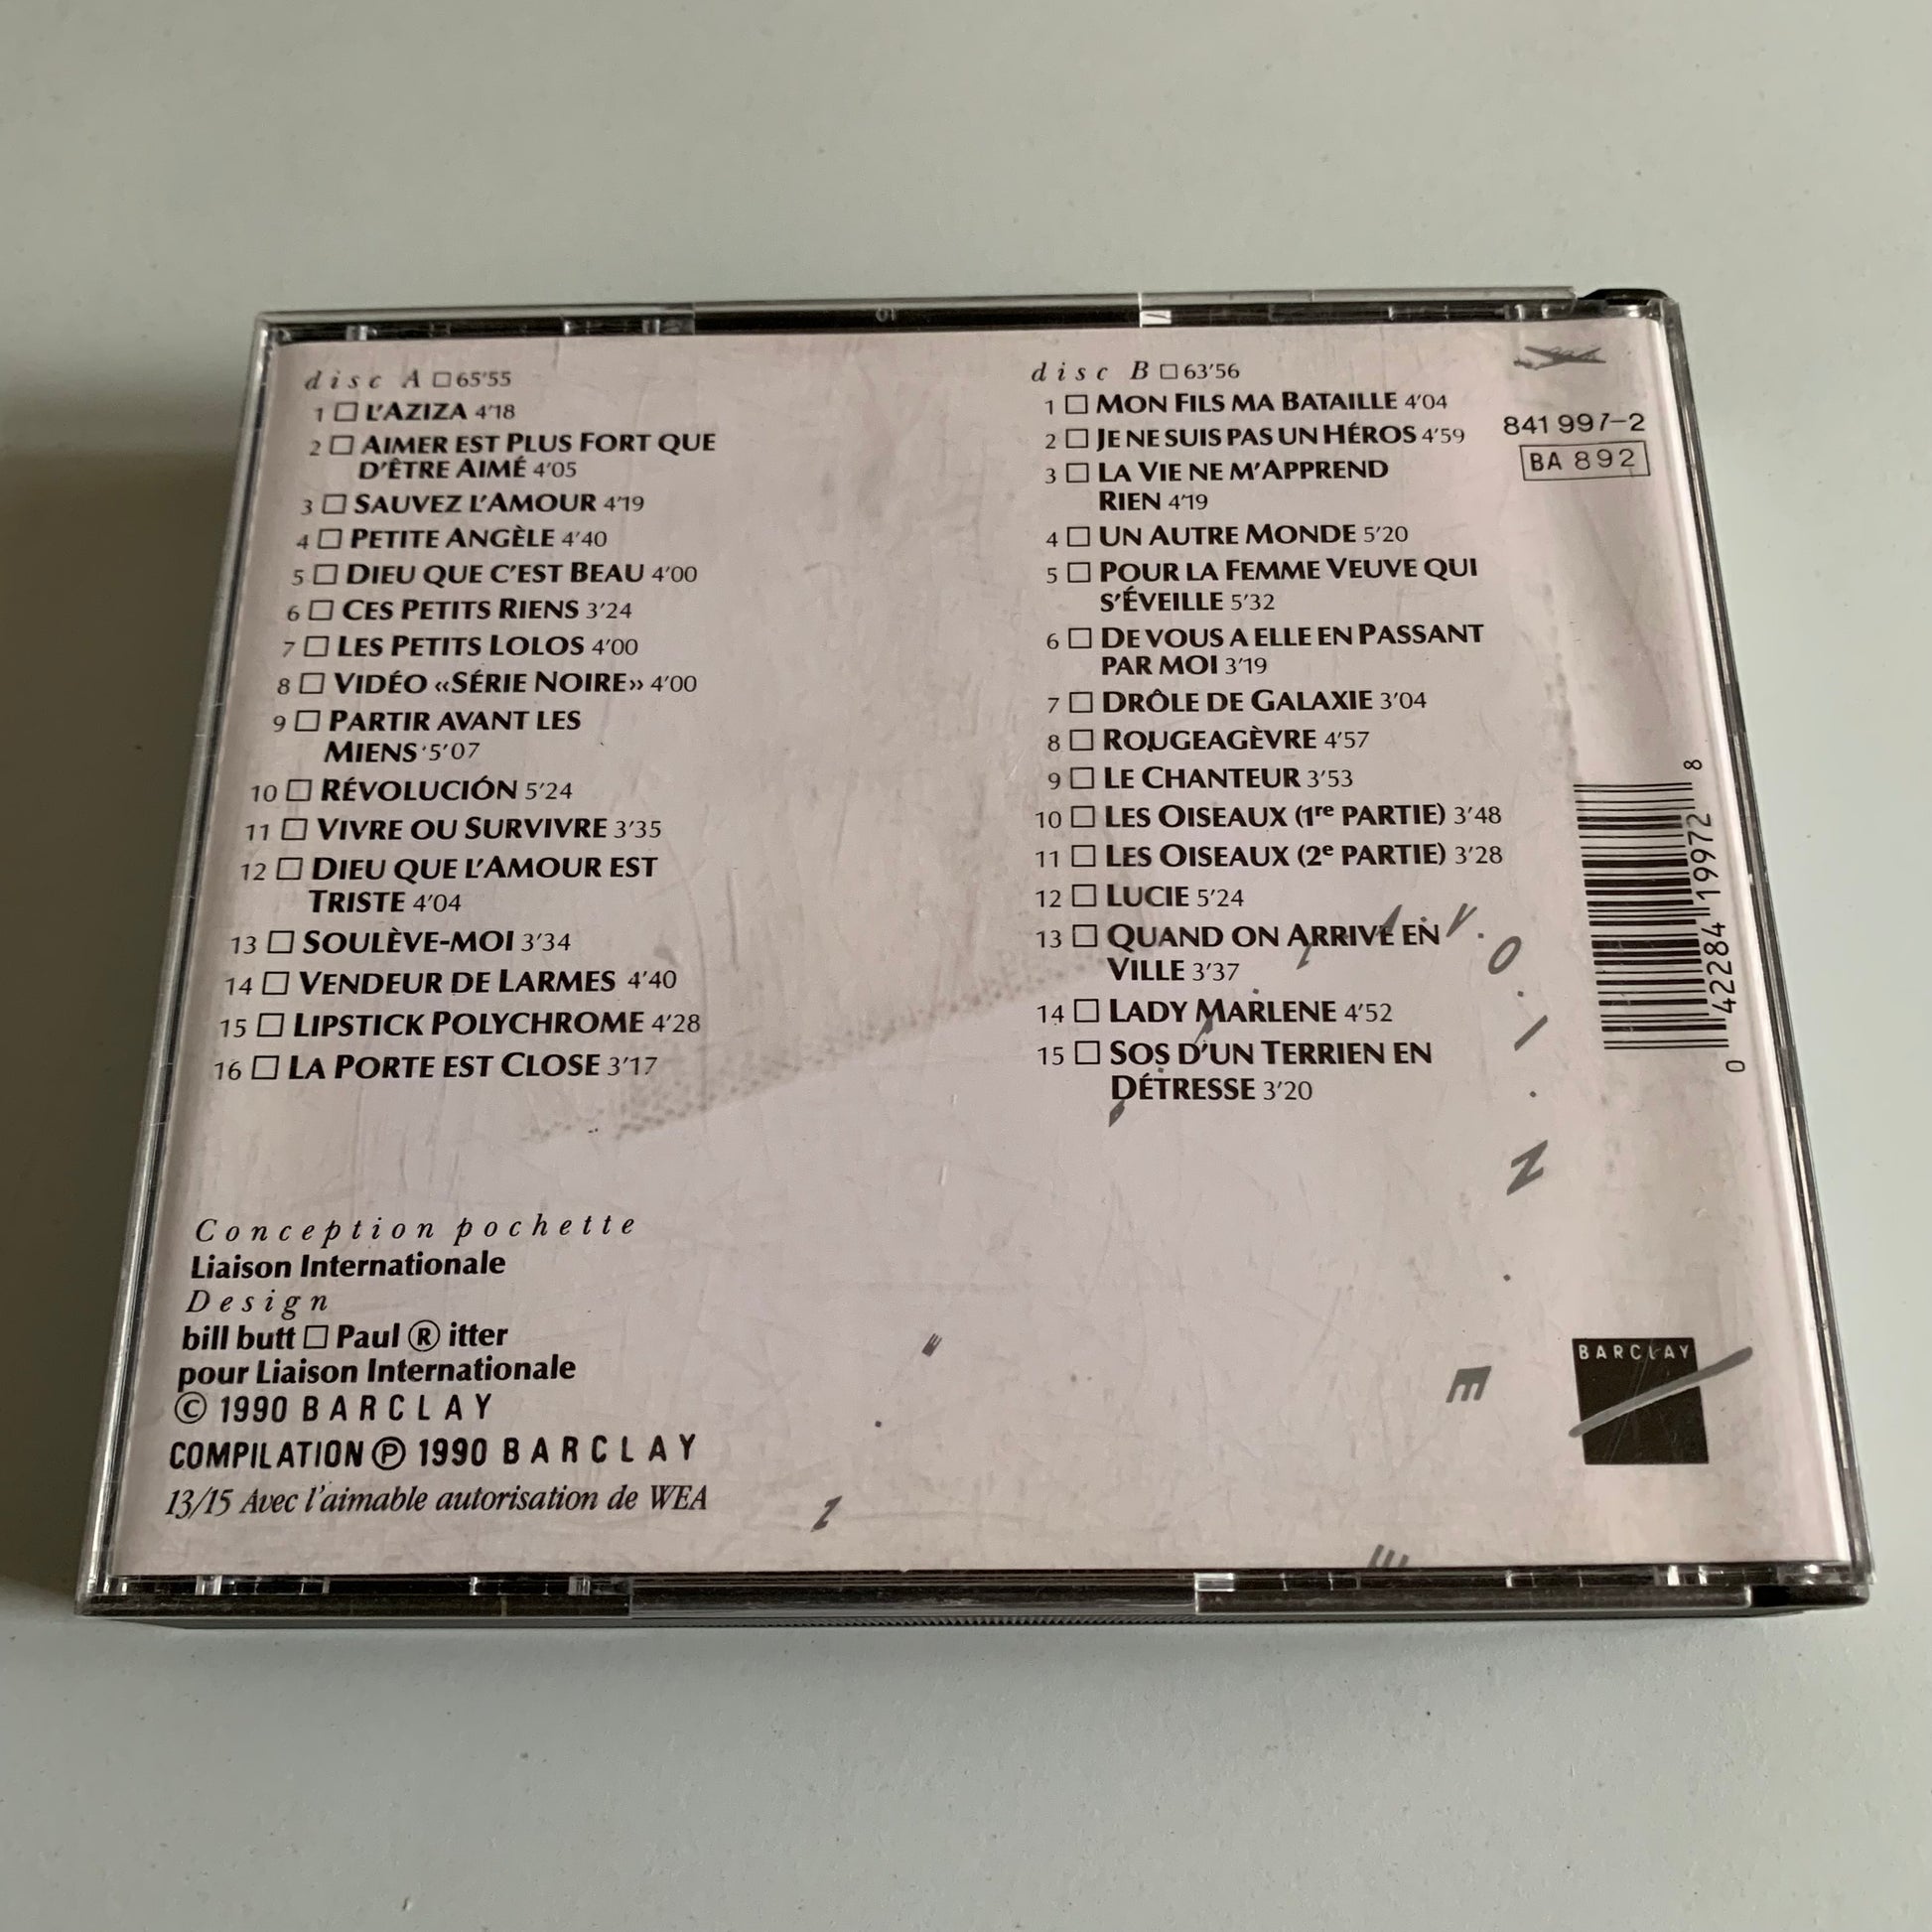 disc A □ 65'55
1 □ L'AZIZA 4'18
2 □ AIMER EST PLUS FORT QUE
D'ÊTRE AIMÉ 4'05
3 □ SAUVEZ L'AMOUR 4'19
4 □ PETITE ANGÈLE 4'40
5 □ DIEU QUE C'EST BEAU 4'00
6 □ CES PETITS RIENS 3'24
7 □ LES PETITS LOLOS 4'00
8 □ VIDÉO «SÉRIE NOIRE» 4'00
9 □ PARTIR AVANT LES
MIENS 5'07
10 □ RÉVOLUCIÓN 5'24
11 □ VIVRE OU SURVIVRE 3'35
12 □ DIEU QUE L'AMOUR EST
TRISTE 4'04
13 □ SOULÈVE-MOI 3'34
14 □ VENDEUR DE LARMES 4'40
15 □ LIPSTICK POLYCHROME 4'28
16 □ LA PORTE EST CLOSE 3'17
disc B □ 63'56
1 □ MON FILS MA BATAILLE 4'04
2 □ JE NE SUIS PAS UN HÉROS 4'59
3 □ LA VIE NE M'APPREND
RIEN 4'19
4 □ UN AUTRE MONDE 5'20
5 □ POUR LA FEMME VEUVE QUI
S'ÉVEILLE 5'32
6 □ DE VOUS A ELLE EN PASSANT
PAR MOI 3'19
7 □ DRÔLE DE GALAXIE 3'04
8 □ ROUGEAGÈVRE 4'57
9 □ LE CHANTEUR 3'53
10 □ LES OISEAUX (1re PARTIE) 3'48
11 □ LES OISEAUX (2e PARTIE) 3'28
12 □ LUCIE 5'24
13 □ QUAND ON ARRIVE EN
VILLE 3'37
14 □ LADY MARLENE 4'52
15 □ SOS D'UN TERRIEN EN
DÉTRESSE 3'20
841 997-2
BA 892
0 42284 19972 8
Conception pochette
Liaison Internationale
Design
bill butt □ Paul ® itter
pour Liaison Internationale
© 1990 BARCLAY
COMPILATION ℗ 1990 BARCLAY
13/15 Avec l'aimable autorisation de WEA
BARCLAY